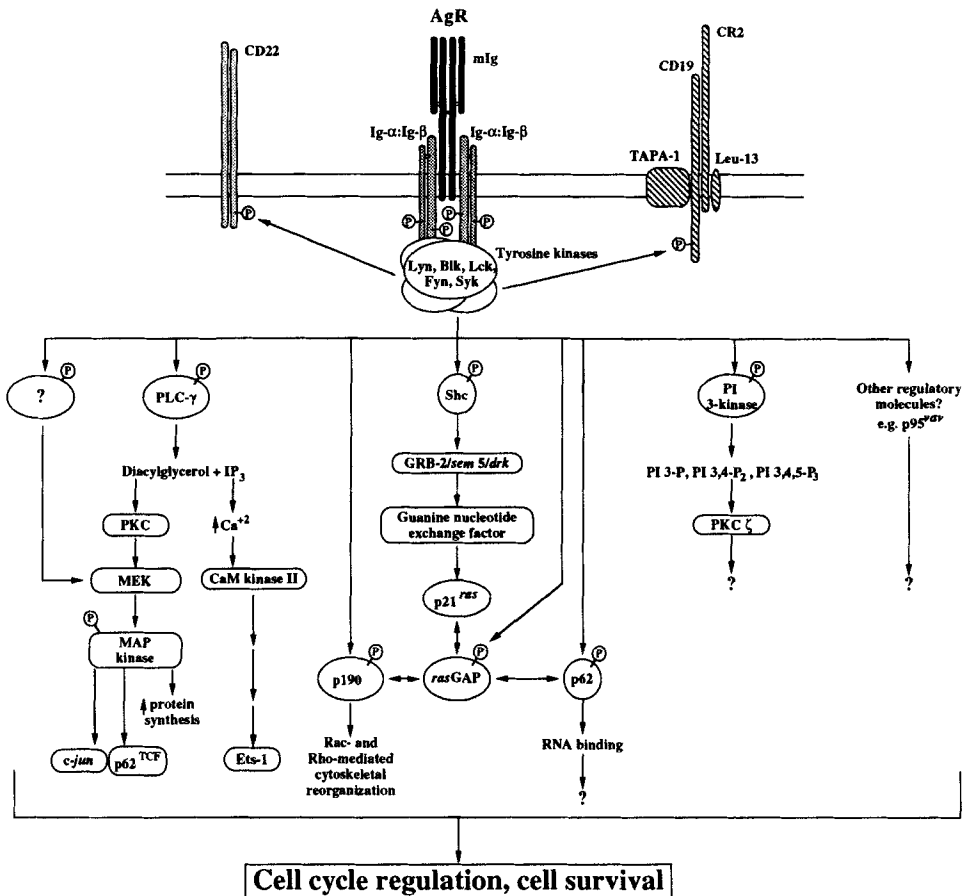 AgR
CR2
CD22
mIg
CD19
Ig-α:Ig-β
Ig-α:Ig-β
TAPA-1
Leu-13
P
P
P
P
P
P
P
Tyrosine kinases
Lyn, Blk, Lck,
Fyn, Syk
P
?
P
PLC-γ
P
Shc
P
PI
3-kinase
Other regulatory
molecules?
e.g. p95vav
GRB-2/sem 5/drk
Diacylglycerol + IP3
PI 3-P, PI 3,4-P2 , PI 3,4,5-P3
PKC
Ca+2
Guanine nucleotide
exchange factor
PKC ζ
MEK
CaM kinase II
?
?
p21ras
P
MAP
kinase
P
p190
P
rasGAP
P
p62
protein
synthesis
Rac- and
Rho-mediated
cytoskeletal
reorganization
RNA binding
c-jun
p62TCF
Ets-1
?
Cell cycle regulation, cell survival